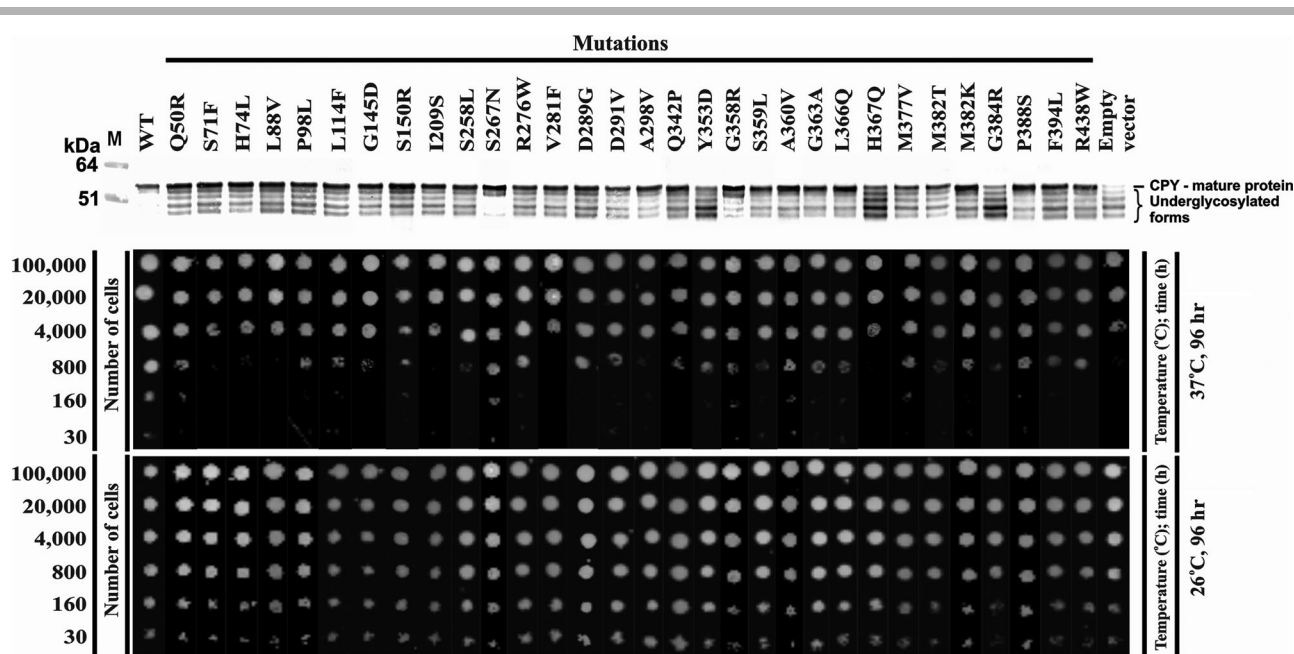 Mutations
kDa M WT Q50R S71F H74L L88V P98L L114F G145D S150R I209S S258L S267N R276W V281F D289G D291V A298V Q342P Y353D G358R S359L A360V G363A L366Q H367Q M377V M382T M382K G384R P388S F394L R438W Empty vector
64
51
CPY - mature protein
Underglycosylated
forms
100,000
20,000
4,000
800
160
30
Number of cells
Temperature (°C); time (h)
37°C, 96 hr
100,000
20,000
4,000
800
160
30
Number of cells
Temperature (°C); time (h)
26°C, 96 hr